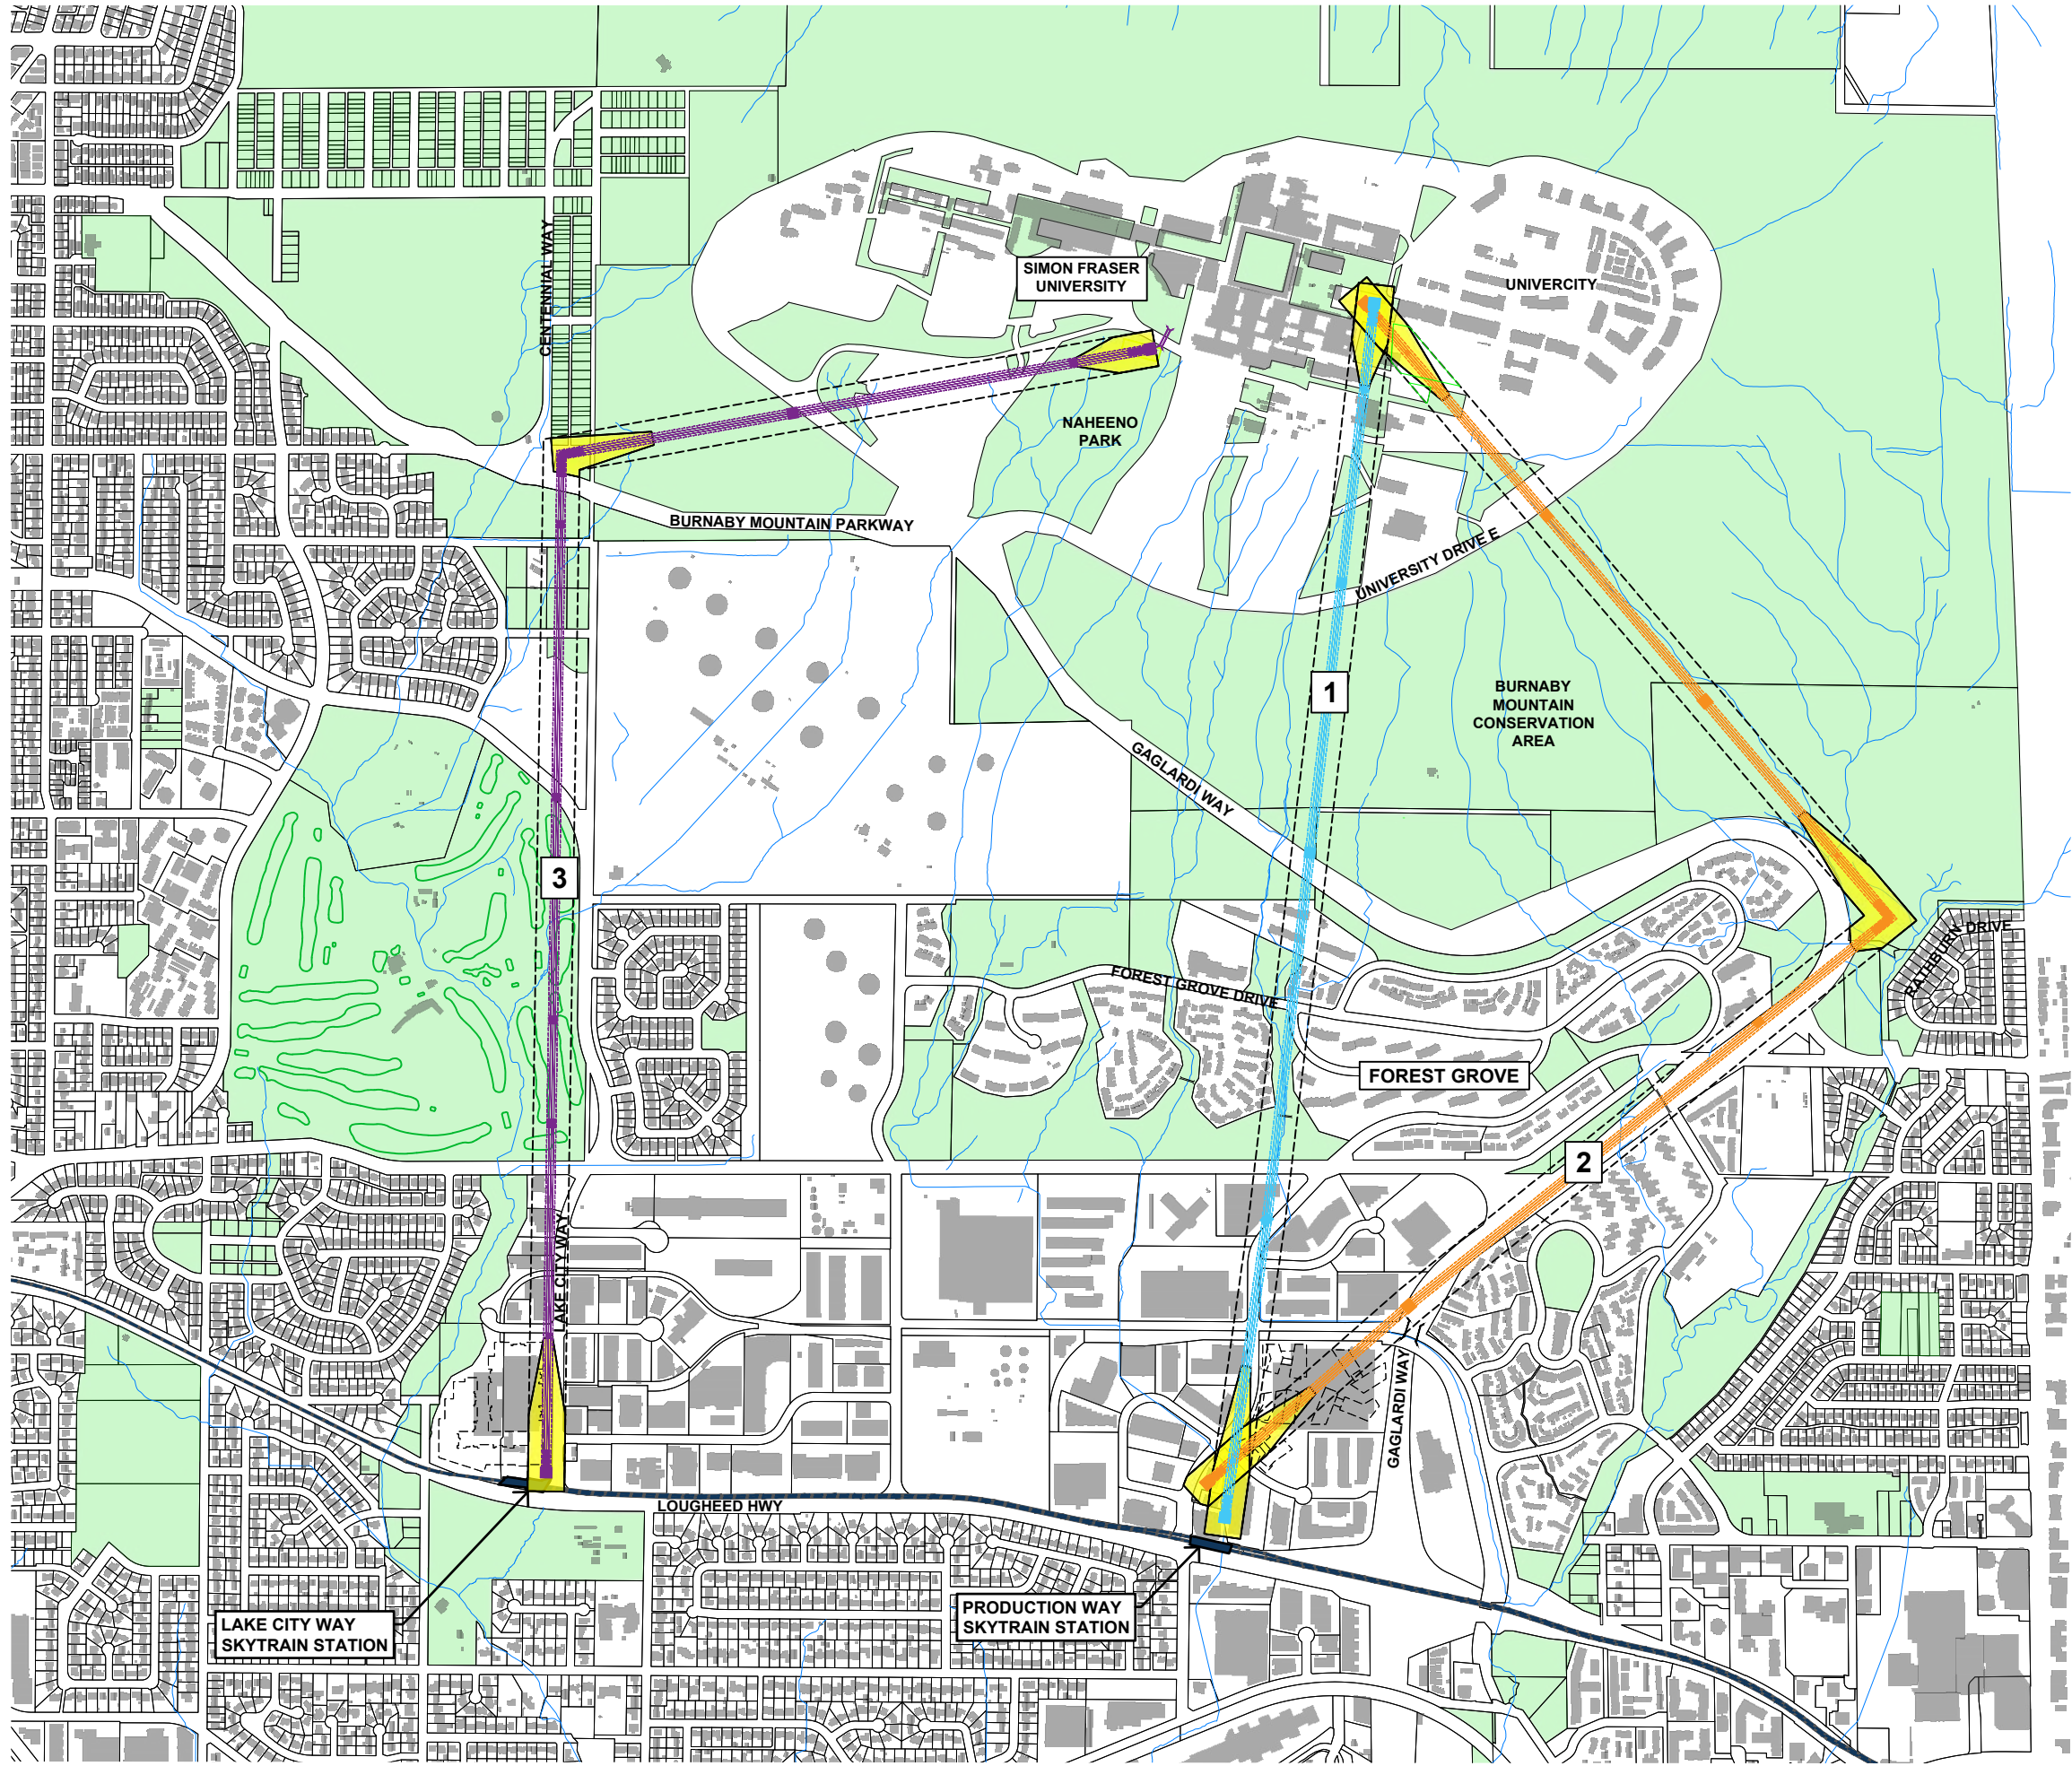 CENTENNIAL WAY
SIMON FRASER
UNIVERSITY
UNIVERCITY
NAHEENO
PARK
BURNABY MOUNTAIN PARKWAY
UNIVERSITY DRIVE E
1
BURNABY
MOUNTAIN
CONSERVATION
AREA
GAGLARDI WAY
3
RATHBURN DRIVE
FOREST GROVE DRIVE
FOREST GROVE
2
LAKE CITY WAY
GAGLARDI WAY
LOUGHEED HWY
LAKE CITY WAY
SKYTRAIN STATION
PRODUCTION WAY
SKYTRAIN STATION